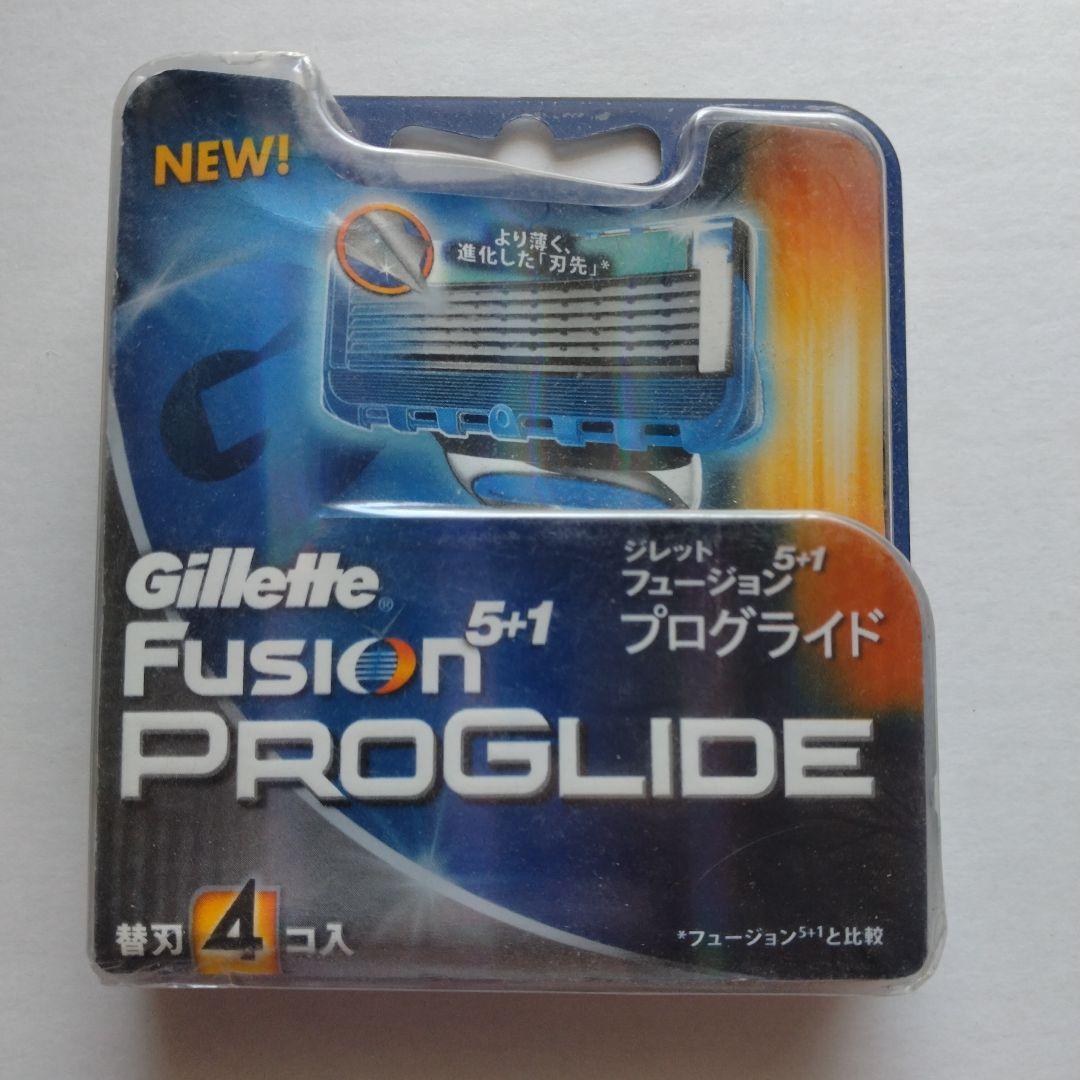 NEW!
より薄く、
進化した「刃先」*
Gillette®
FUSION 5+1
PROGLIDE
ジレット
フュージョン5+1
プログライド
替刃 4 コ入
*フュージョン5+1と比較